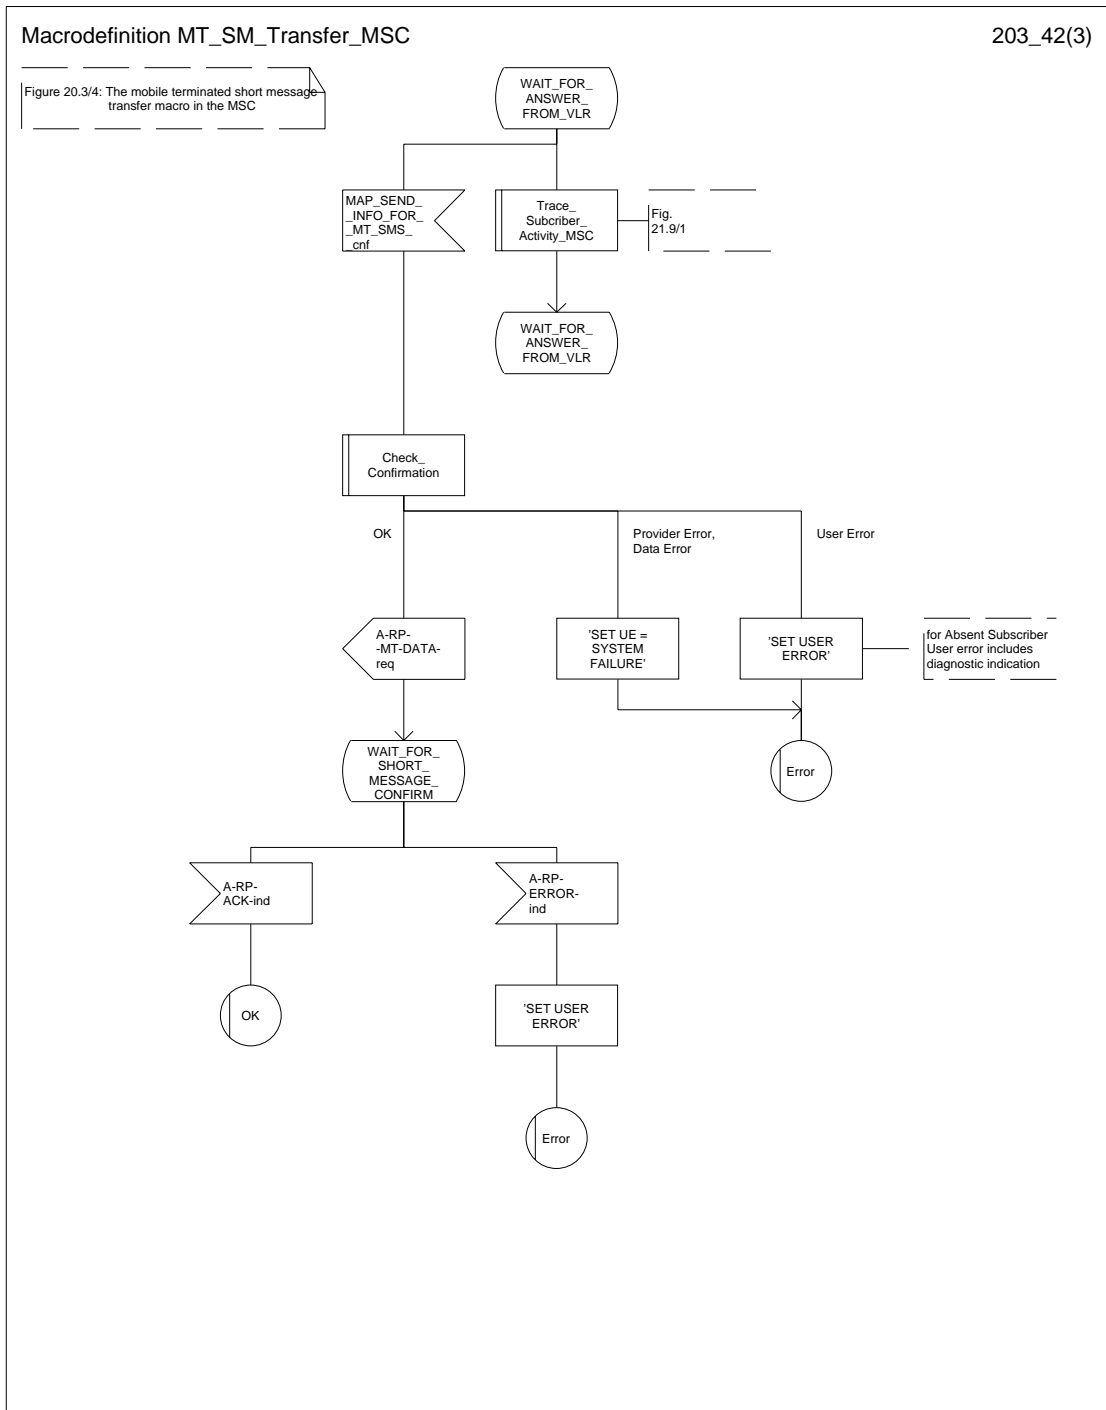 Macrodefinition MT_SM_Transfer_MSC
203_42(3)
Figure 20.3/4: The mobile terminated short message
transfer macro in the MSC
WAIT_FOR_
ANSWER_
FROM_VLR
MAP_SEND_
_INFO_FOR_
_MT_SMS_
_cnf
Trace_
Subcriber_
Activity_MSC
Fig.
21.9/1
WAIT_FOR_
ANSWER_
FROM_VLR
Check_
Confirmation
OK
Provider Error,
Data Error
User Error
A-RP-
-MT-DATA-
req
'SET UE =
SYSTEM
FAILURE'
'SET USER
ERROR'
for Absent Subscriber
User error includes
diagnostic indication
WAIT_FOR_
SHORT_
MESSAGE_
CONFIRM
Error
A-RP-
ACK-ind
A-RP-
ERROR-
ind
OK
'SET USER
ERROR'
Error